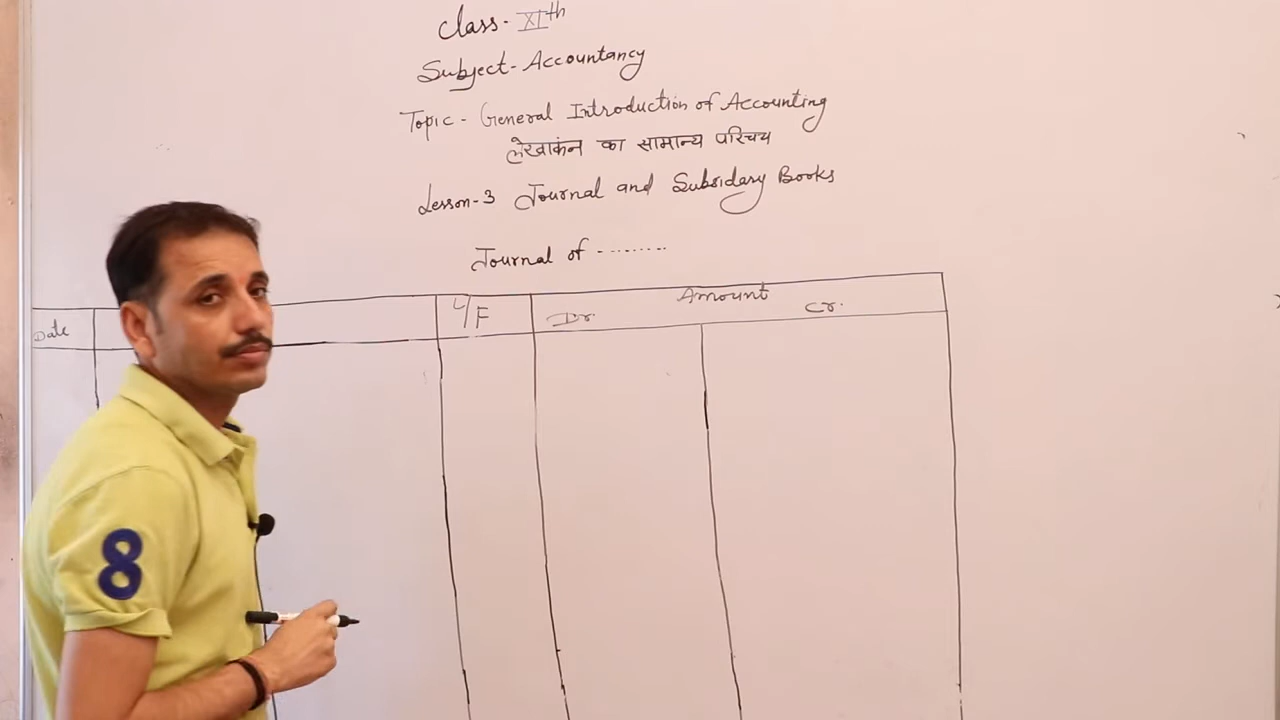 Class- XIth
Subject- Accountancy
Topic- General Introduction of Accounting
लेखाकंन का सामान्य परिचय
Lesson-3 Journal and Subsidary Books
Journal of .........
Date L/F Amount
Dr. Cr.
8